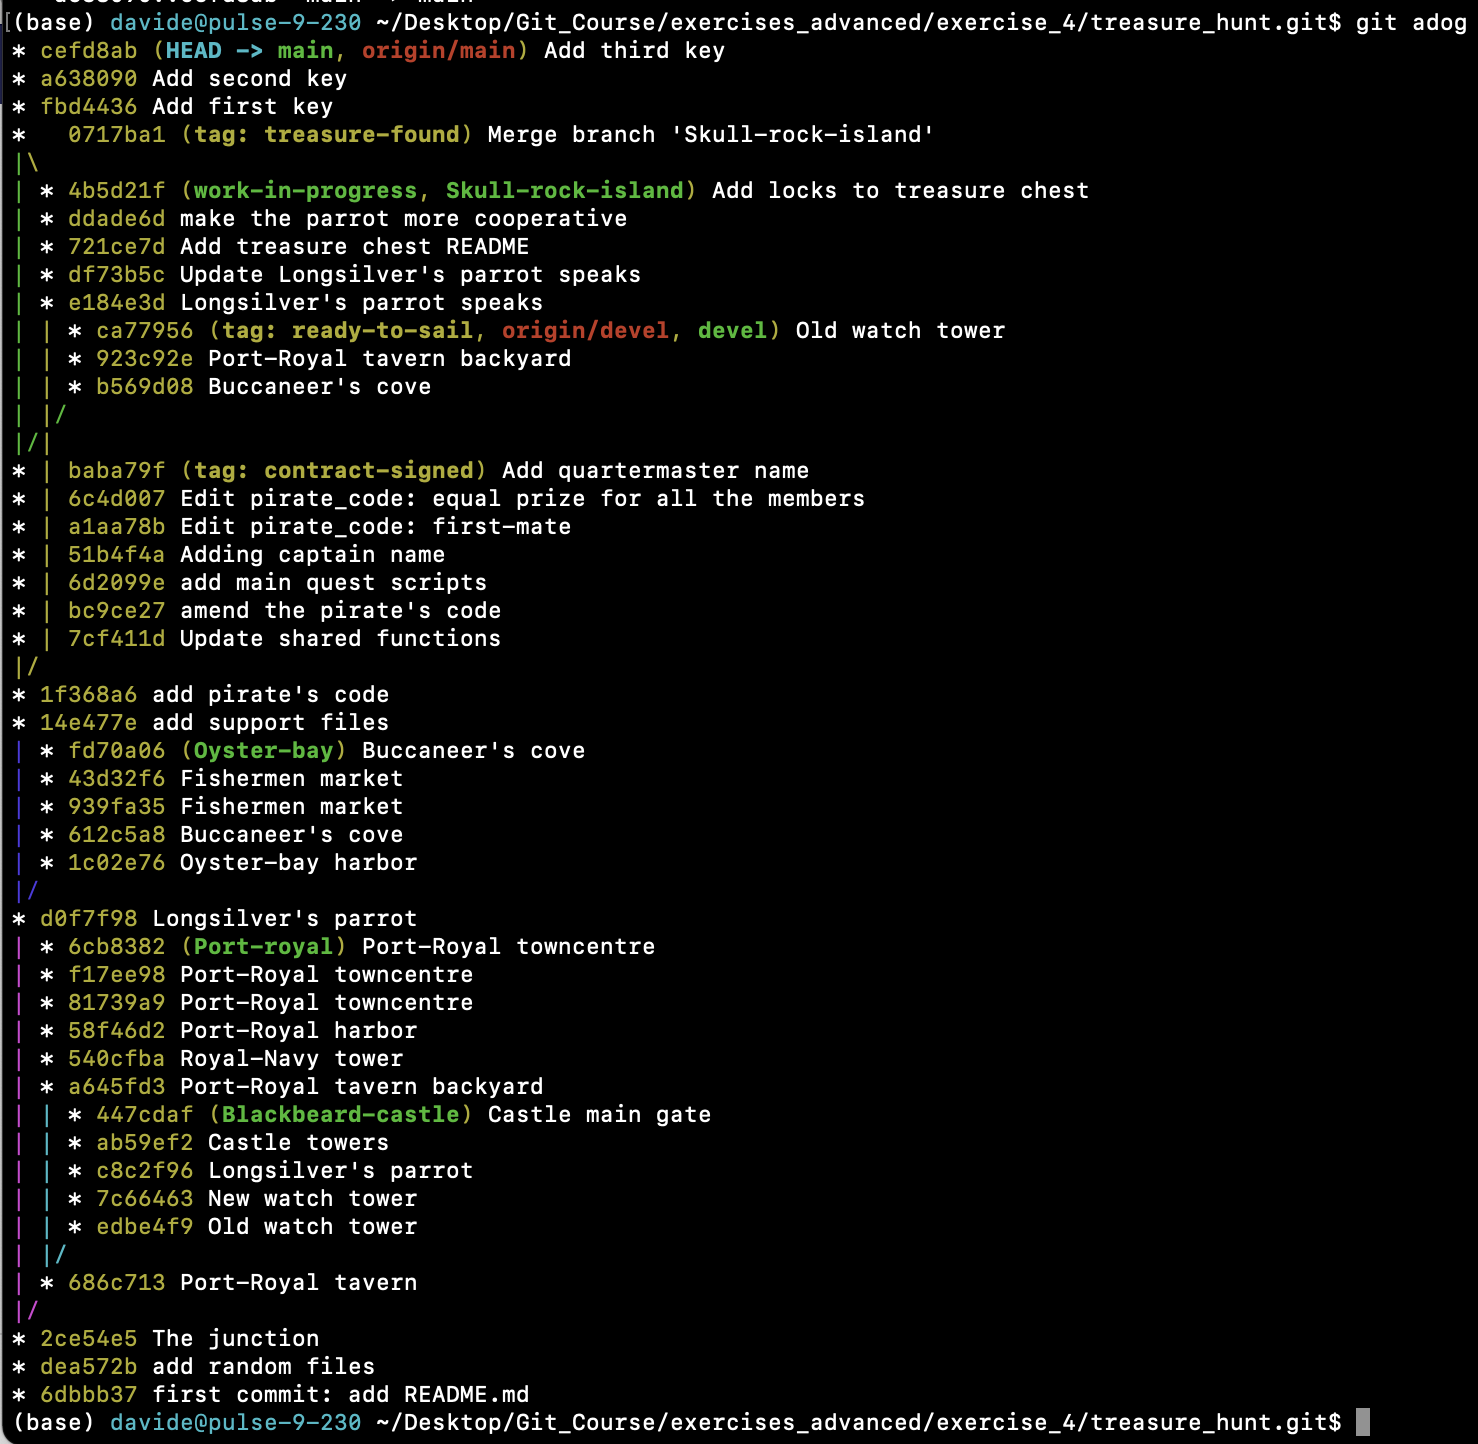 (base) davide@pulse-9-230 ~/Desktop/Git_Course/exercises_advanced/exercise_4/treasure_hunt.git$ git adog
* cefd8ab (HEAD -> main, origin/main) Add third key
* a638090 Add second key
* fbd4436 Add first key
*   0717ba1 (tag: treasure-found) Merge branch 'Skull-rock-island'
|\
| * 4b5d21f (work-in-progress, Skull-rock-island) Add locks to treasure chest
| * ddade6d make the parrot more cooperative
| * 721ce7d Add treasure chest README
| * df73b5c Update Longsilver's parrot speaks
| * e184e3d Longsilver's parrot speaks
| | * ca77956 (tag: ready-to-sail, origin/devel, devel) Old watch tower
| | * 923c92e Port-Royal tavern backyard
| | * b569d08 Buccaneer's cove
| |/
|/|
* | baba79f (tag: contract-signed) Add quartermaster name
* | 6c4d007 Edit pirate_code: equal prize for all the members
* | a1aa78b Edit pirate_code: first-mate
* | 51b4f4a Adding captain name
* | 6d2099e add main quest scripts
* | bc9ce27 amend the pirate's code
* | 7cf411d Update shared functions
|/
* 1f368a6 add pirate's code
* 14e477e add support files
| * fd70a06 (Oyster-bay) Buccaneer's cove
| * 43d32f6 Fishermen market
| * 939fa35 Fishermen market
| * 612c5a8 Buccaneer's cove
| * 1c02e76 Oyster-bay harbor
|/
* d0f7f98 Longsilver's parrot
| * 6cb8382 (Port-royal) Port-Royal towncentre
| * f17ee98 Port-Royal towncentre
| * 81739a9 Port-Royal towncentre
| * 58f46d2 Port-Royal harbor
| * 540cfba Royal-Navy tower
| * a645fd3 Port-Royal tavern backyard
| | * 447cdaf (Blackbeard-castle) Castle main gate
| | * ab59ef2 Castle towers
| | * c8c2f96 Longsilver's parrot
| | * 7c66463 New watch tower
| | * edbe4f9 Old watch tower
| |/
| * 686c713 Port-Royal tavern
|/
* 2ce54e5 The junction
* dea572b add random files
* 6dbbb37 first commit: add README.md
(base) davide@pulse-9-230 ~/Desktop/Git_Course/exercises_advanced/exercise_4/treasure_hunt.git$